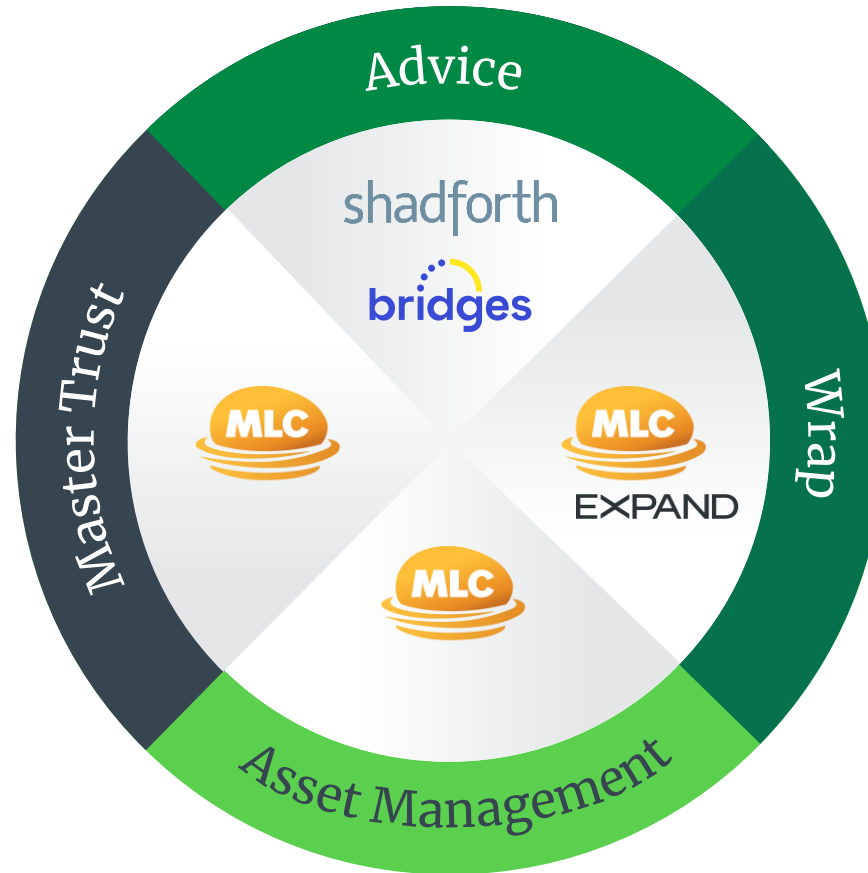 Advice
shadforth
bridges
Master Trust
MLC
MLC
EXPAND
Wrap
MLC
Asset Management